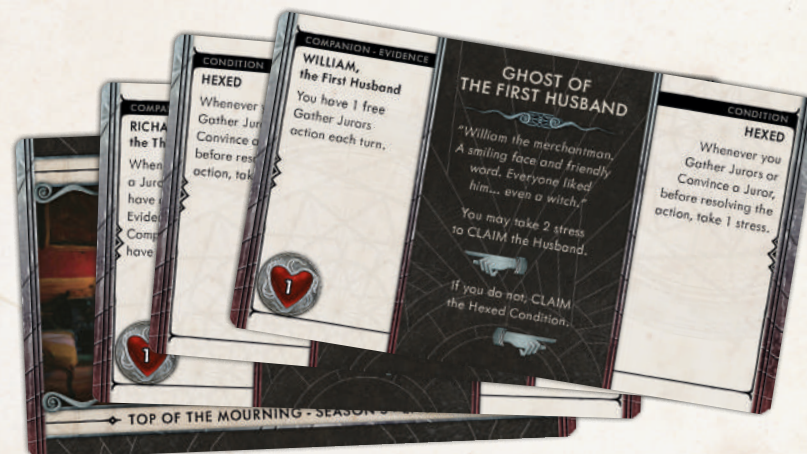 COMPANION - EVIDENCE
WILLIAM,
the First Husband
You have 1 free
Gather Jurors
action each turn.
1
GHOST OF
THE FIRST HUSBAND
"William the merchantman.
A smiling face and friendly
word. Everyone liked
him... even a witch."
You may take 2 stress
to CLAIM the Husband.
If you do not, CLAIM
the Hexed Condition.
CONDITION
HEXED
Whenever you
Gather Jurors or
Convince a Juror,
before resolving the
action, take 1 stress.
CONDITION
HEXED
Whenever
Gather Jur
Convince a
before
action,
RICHA
the Th
When
a Jur
have
Evide
Comp
have
1
TOP OF THE MOURNING - SEASON